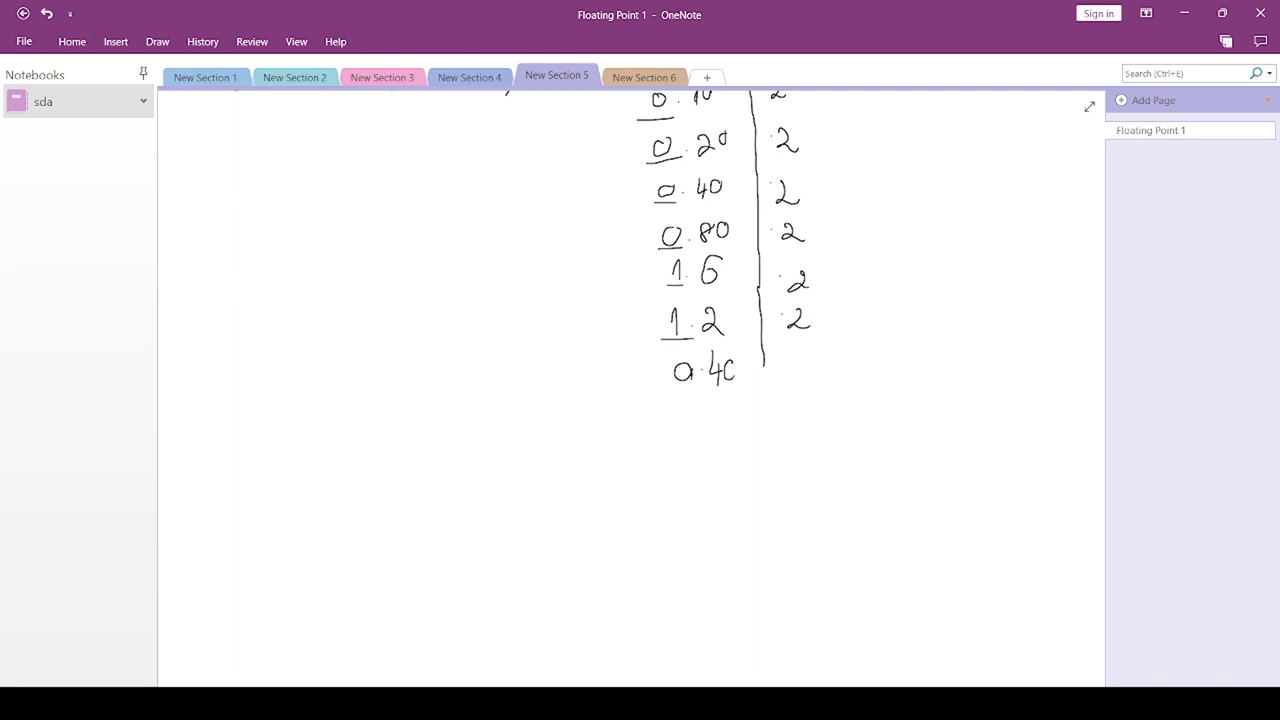 Floating Point 1 - OneNote
Sign in
File Home Insert Draw History Review View Help
Notebooks
New Section 1 New Section 2 New Section 3 New Section 4 New Section 5 New Section 6 +
Search (Ctrl+E)
sda
Add Page
Floating Point 1
0.10 2
0.20 .2
0.40 .2
0.80 .2
1.6 .2
1.2 .2
0.40